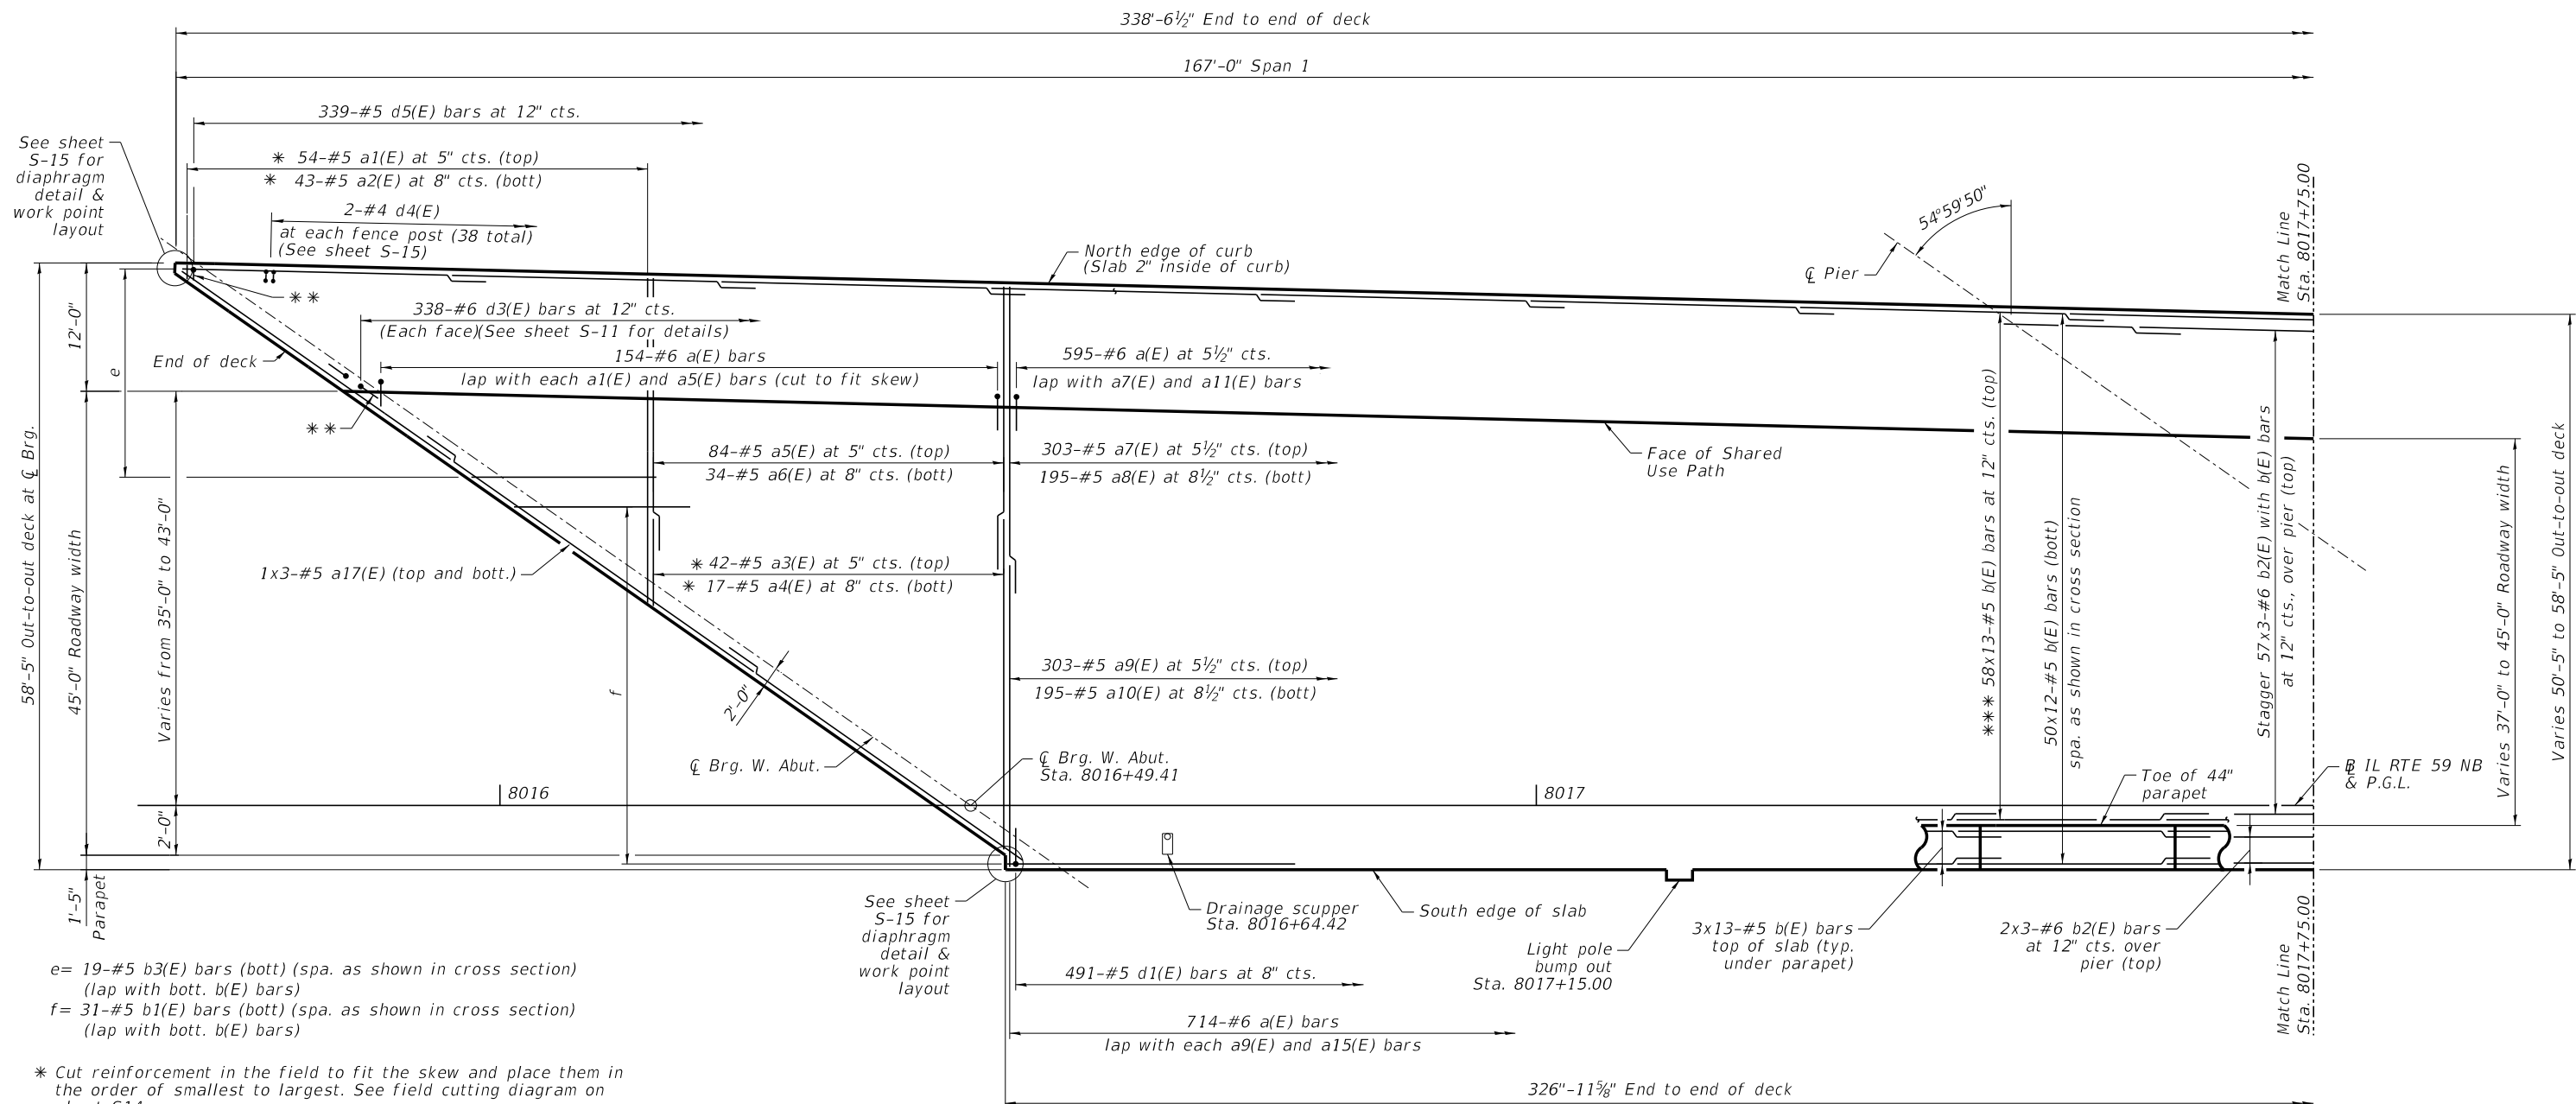 338'-6½" End to end of deck
167'-0" Span 1
339-#5 d5(E) bars at 12" cts.
See sheet
S-15 for
diaphragm
detail &
work point
layout
✳ 54-#5 a1(E) at 5" cts. (top)
✳ 43-#5 a2(E) at 8" cts. (bott)
2-#4 d4(E)
at each fence post (38 total)
(See sheet S-15)
North edge of curb
(Slab 2" inside of curb)
54°59'50"
℄ Pier
Match Line
Sta. 8017+75.00
✳✳
338-#6 d3(E) bars at 12" cts.
(Each face)(See sheet S-11 for details)
12'-0"
e
End of deck
154-#6 a(E) bars
lap with each a1(E) and a5(E) bars (cut to fit skew)
595-#6 a(E) at 5½" cts.
lap with a7(E) and a11(E) bars
✳✳
84-#5 a5(E) at 5" cts. (top)
34-#5 a6(E) at 8" cts. (bott)
303-#5 a7(E) at 5½" cts. (top)
195-#5 a8(E) at 8½" cts. (bott)
Face of Shared
Use Path
58'-5" Out-to-out deck at ℄ Brg.
45'-0" Roadway width
Varies from 35'-0" to 43'-0"
1x3-#5 a17(E) (top and bott.)
✳ 42-#5 a3(E) at 5" cts. (top)
✳ 17-#5 a4(E) at 8" cts. (bott)
✳✳✳ 58x13-#5 b(E) bars at 12" cts. (top)
50x12-#5 b(E) bars (bott)
spa. as shown in cross section
Stagger 57x3-#6 b2(E) with b(E) bars
at 12" cts., over pier (top)
Varies 37'-0" to 45'-0" Roadway width
Varies 50'-5" to 58'-5" Out-to-out deck
f
2'-0"
303-#5 a9(E) at 5½" cts. (top)
195-#5 a10(E) at 8½" cts. (bott)
℄ Brg. W. Abut.
℄ Brg. W. Abut.
Sta. 8016+49.41
8016
8017
Toe of 44"
parapet
B̶L IL RTE 59 NB
& P.G.L.
2'-0"
1'-5"
Parapet
See sheet
S-15 for
diaphragm
detail &
work point
layout
Drainage scupper
Sta. 8016+64.42
South edge of slab
Light pole
bump out
Sta. 8017+15.00
3x13-#5 b(E) bars
top of slab (typ.
under parapet)
2x3-#6 b2(E) bars
at 12" cts. over
pier (top)
Match Line
Sta. 8017+75.00
e= 19-#5 b3(E) bars (bott) (spa. as shown in cross section)
(lap with bott. b(E) bars)
f= 31-#5 b1(E) bars (bott) (spa. as shown in cross section)
(lap with bott. b(E) bars)
491-#5 d1(E) bars at 8" cts.
714-#6 a(E) bars
lap with each a9(E) and a15(E) bars
✳ Cut reinforcement in the field to fit the skew and place them in
the order of smallest to largest. See field cutting diagram on
326"-11⅝" End to end of deck